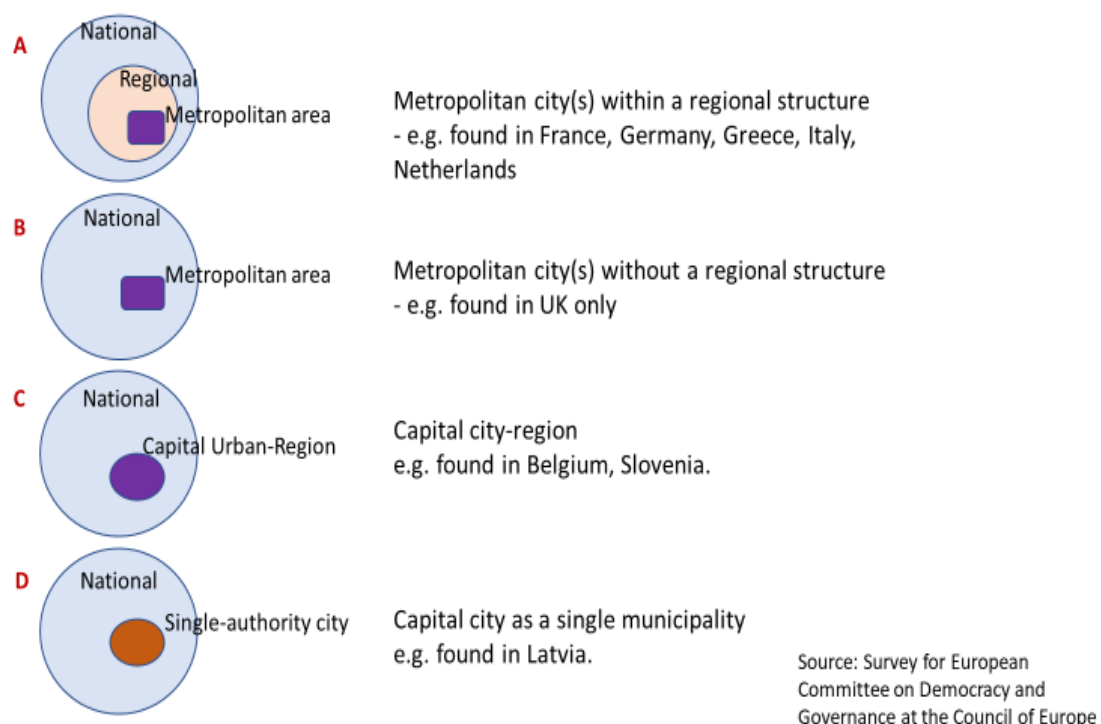 A
National
Regional
Metropolitan area
Metropolitan city(s) within a regional structure
- e.g. found in France, Germany, Greece, Italy,
Netherlands
B
National
Metropolitan area
Metropolitan city(s) without a regional structure
- e.g. found in UK only
C
National
Capital Urban-Region
Capital city-region
e.g. found in Belgium, Slovenia.
D
National
Single-authority city
Capital city as a single municipality
e.g. found in Latvia.
Source: Survey for European
Committee on Democracy and
Governance at the Council of Europe